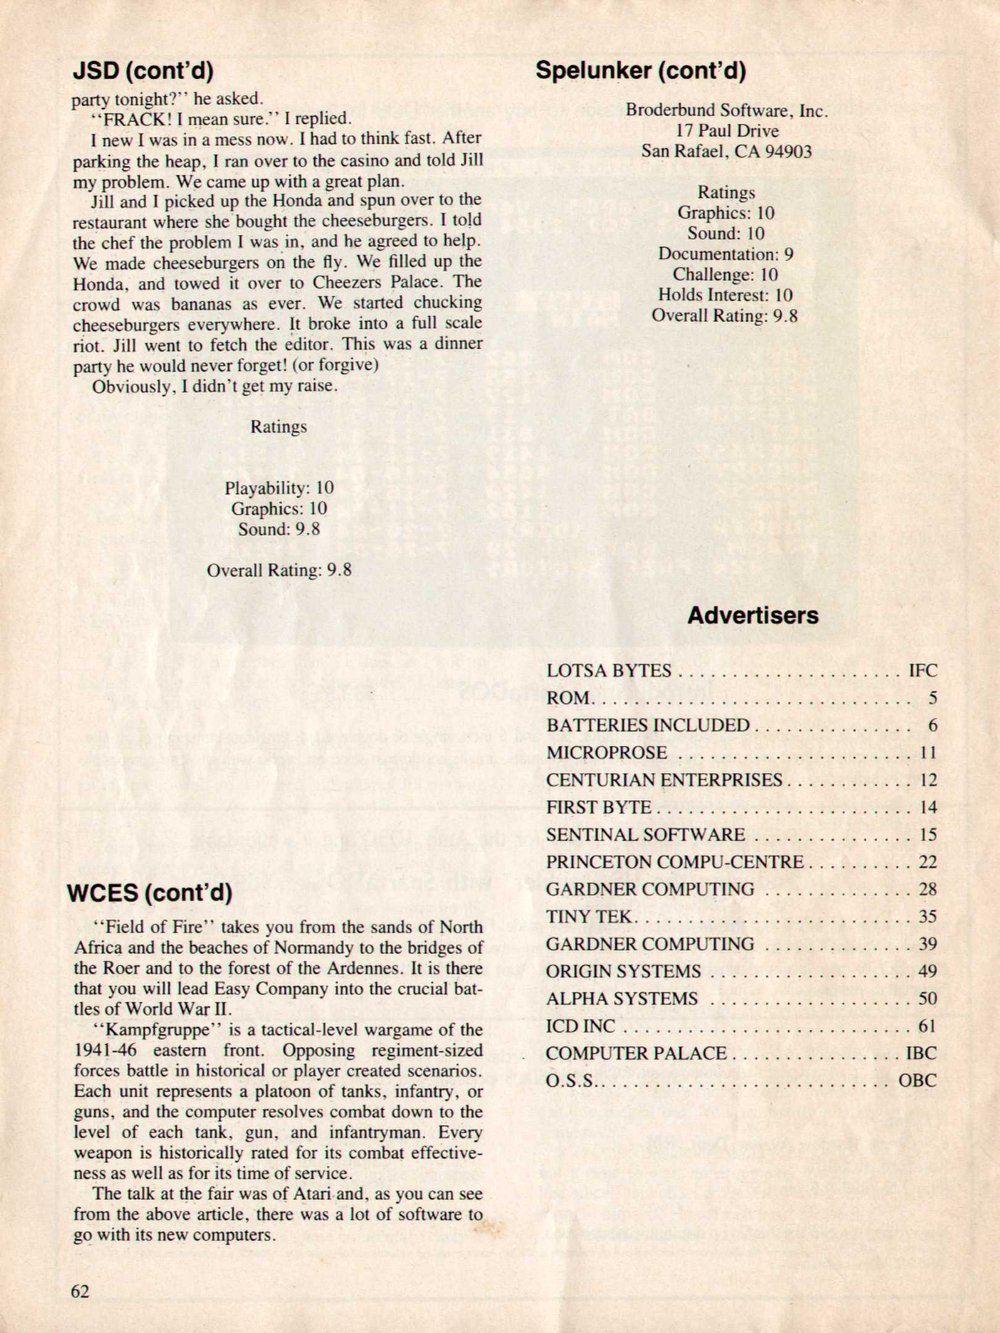 JSD (cont'd)
party tonight?'' he asked.
‘‘FRACK! I mean sure.’’ I replied.
I new I was in a mess now. I had to think fast. After
parking the heap, I ran over to the casino and told Jill
my problem. We came up with a great plan.
Jill and I picked up the Honda and spun over to the
restaurant where she bought the cheeseburgers. I told
the chef the problem I was in, and he agreed to help.
We made cheeseburgers on the fly. We filled up the
Honda, and towed it over to Cheezers Palace. The
crowd was bananas as ever. We started chucking
cheeseburgers everywhere. It broke into a full scale
riot. Jill went to fetch the editor. This was a dinner
party he would never forget! (or forgive)
Obviously, I didn't get my raise.
Ratings
Playability: 10
Graphics: 10
Sound: 9.8
Overall Rating: 9.8
WCES (cont'd)
‘‘Field of Fire’’ takes you from the sands of North
Africa and the beaches of Normandy to the bridges of
the Roer and to the forest of the Ardennes. It is there
that you will lead Easy Company into the crucial bat-
tles of World War II.
‘‘Kampfgruppe’’ is a tactical-level wargame of the
1941-46 eastern front. Opposing regiment-sized
forces battle in historical or player created scenarios.
Each unit represents a platoon of tanks, infantry, or
guns, and the computer resolves combat down to the
level of each tank, gun, and infantryman. Every
weapon is historically rated for its combat effective-
ness as well as for its time of service.
The talk at the fair was of Atari and, as you can see
from the above article, there was a lot of software to
go with its new computers.
Spelunker (cont'd)
Broderbund Software, Inc.
17 Paul Drive
San Rafael, CA 94903
Ratings
Graphics: 10
Sound: 10
Documentation: 9
Challenge: 10
Holds Interest: 10
Overall Rating: 9.8
Advertisers
LOTSA BYTES . . . . . . . . . . . . . . . . . . . . . IFC
ROM. . . . . . . . . . . . . . . . . . . . . . . . . . . . . . 5
BATTERIES INCLUDED . . . . . . . . . . . . . . . 6
MICROPROSE . . . . . . . . . . . . . . . . . . . . . . 11
CENTURIAN ENTERPRISES . . . . . . . . . . . . 12
FIRST BYTE . . . . . . . . . . . . . . . . . . . . . . . . 14
SENTINAL SOFTWARE . . . . . . . . . . . . . . . 15
PRINCETON COMPU-CENTRE . . . . . . . . . . 22
GARDNER COMPUTING . . . . . . . . . . . . . . 28
TINY TEK. . . . . . . . . . . . . . . . . . . . . . . . . . 35
GARDNER COMPUTING . . . . . . . . . . . . . . 39
ORIGIN SYSTEMS . . . . . . . . . . . . . . . . . . . 49
ALPHA SYSTEMS . . . . . . . . . . . . . . . . . . . 50
ICD INC . . . . . . . . . . . . . . . . . . . . . . . . . . . 61
COMPUTER PALACE . . . . . . . . . . . . . . . . IBC
O.S.S. . . . . . . . . . . . . . . . . . . . . . . . . . . . OBC
62